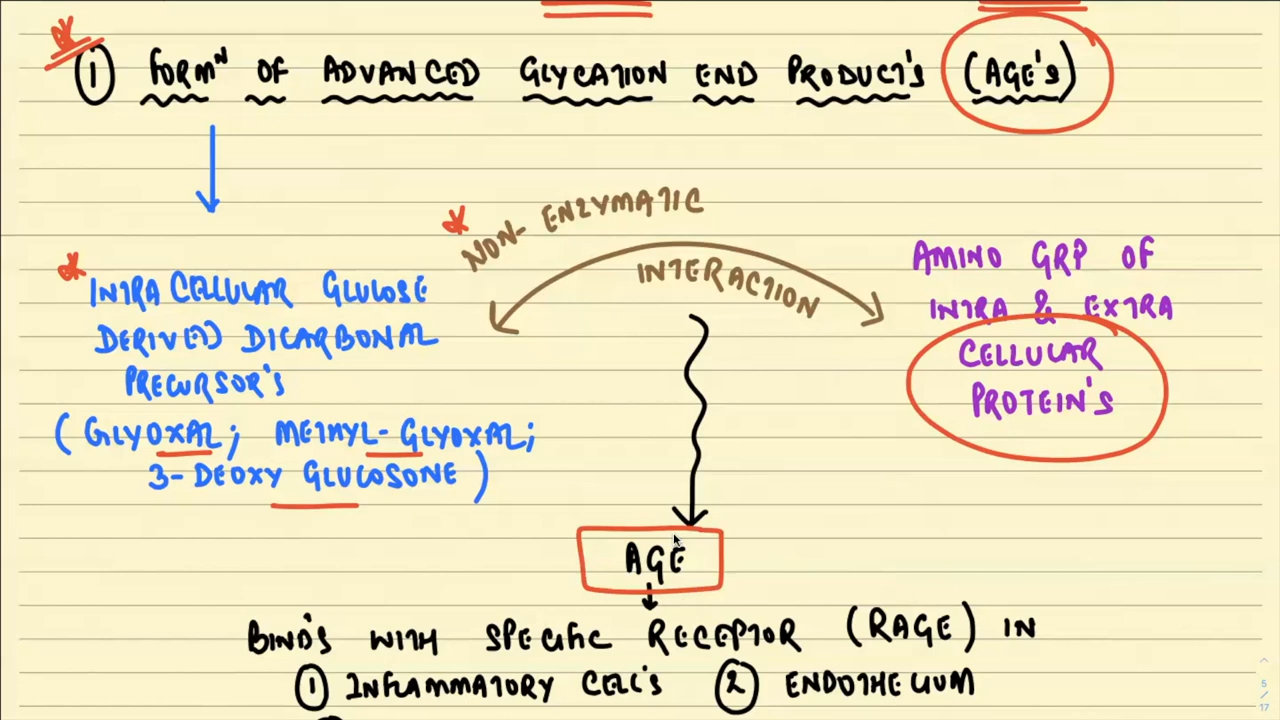 ① FORMᴺ OF ADVANCED GLYCATION END PRODUCT'S (AGE'S)
NON- ENZYMATIC
INTERACTION
INTRA CELLULAR GLUCOSE
DERIVED DICARBONAL
PRECURSOR'S
(GLYOXAL; METHYL-GLYOXAL;
3-DEOXY GLUCOSONE)
AMINO GRP OF
INTRA & EXTRA
CELLULAR
PROTEIN'S
AGE
BIND'S WITH SPECIFIC RECEPTOR (RAGE) IN
① INFLAMMATORY CELL'S ② ENDOTHELIUM
5
/
17